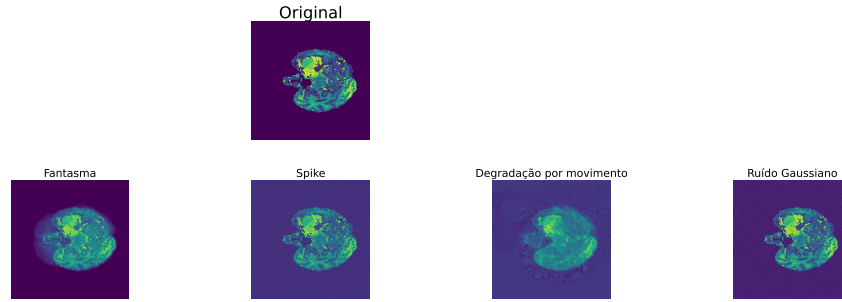 Original
Fantasma
Spike
Degradação por movimento
Ruído Gaussiano